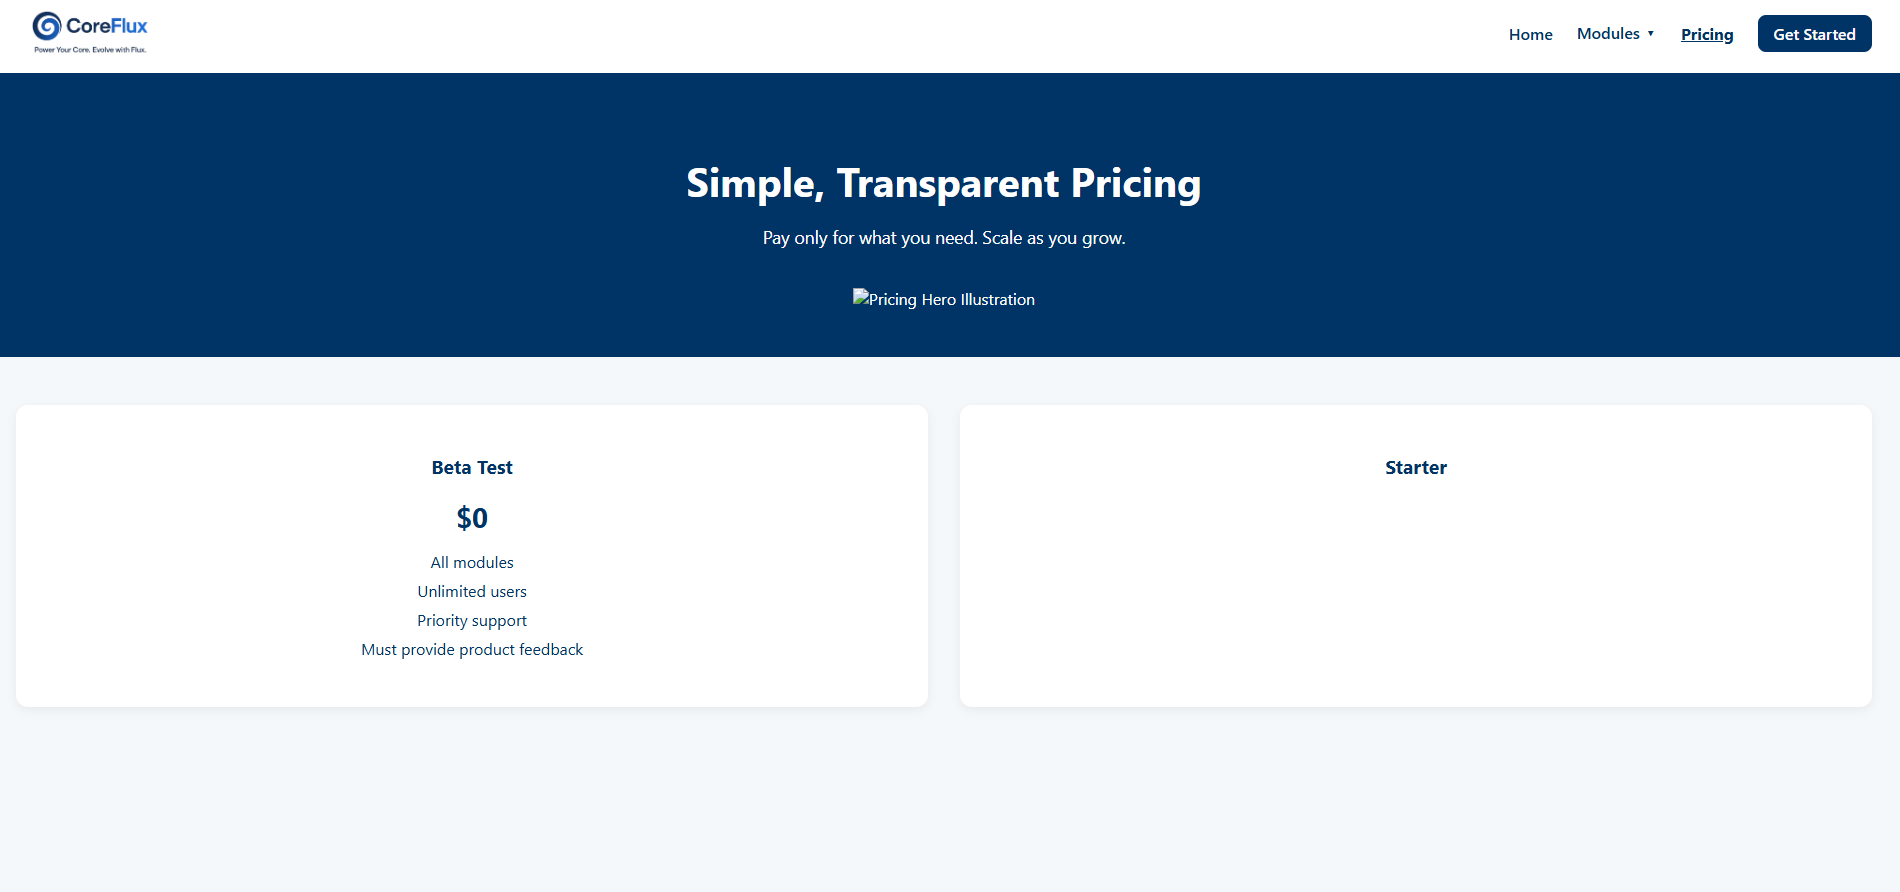 CoreFlux
Power Your Core. Evolve with Flux.
Home
Modules ▼
Pricing
Get Started
Simple, Transparent Pricing
Pay only for what you need. Scale as you grow.
Pricing Hero Illustration
Beta Test
$0
All modules
Unlimited users
Priority support
Must provide product feedback
Starter